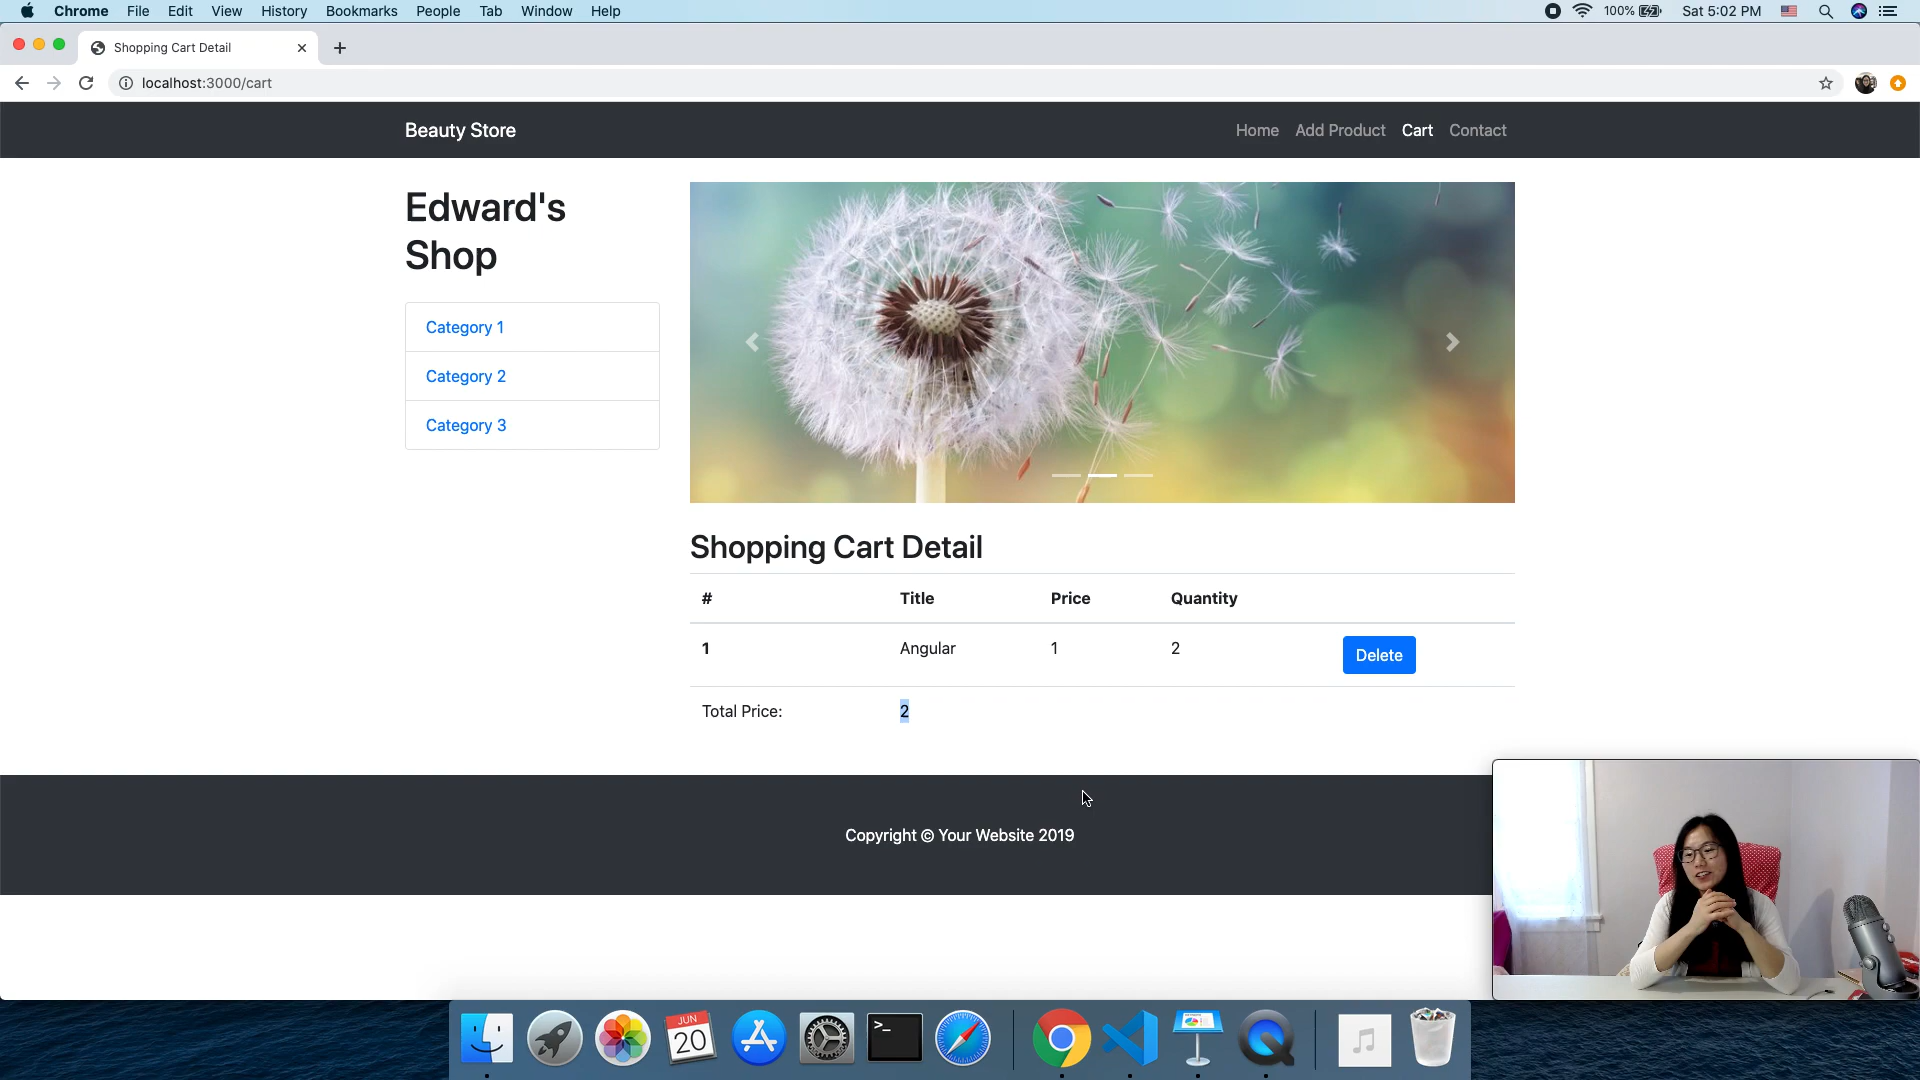 Chrome File Edit View History Bookmarks People Tab Window Help
100% Sat 5:02 PM
Shopping Cart Detail
localhost:3000/cart
Beauty Store
Home Add Product Cart Contact
Edward's
Shop
Category 1
Category 2
Category 3
Shopping Cart Detail
# Title Price Quantity
1 Angular 1 2 Delete
Total Price: 2
Copyright © Your Website 2019
JUN
20
>_